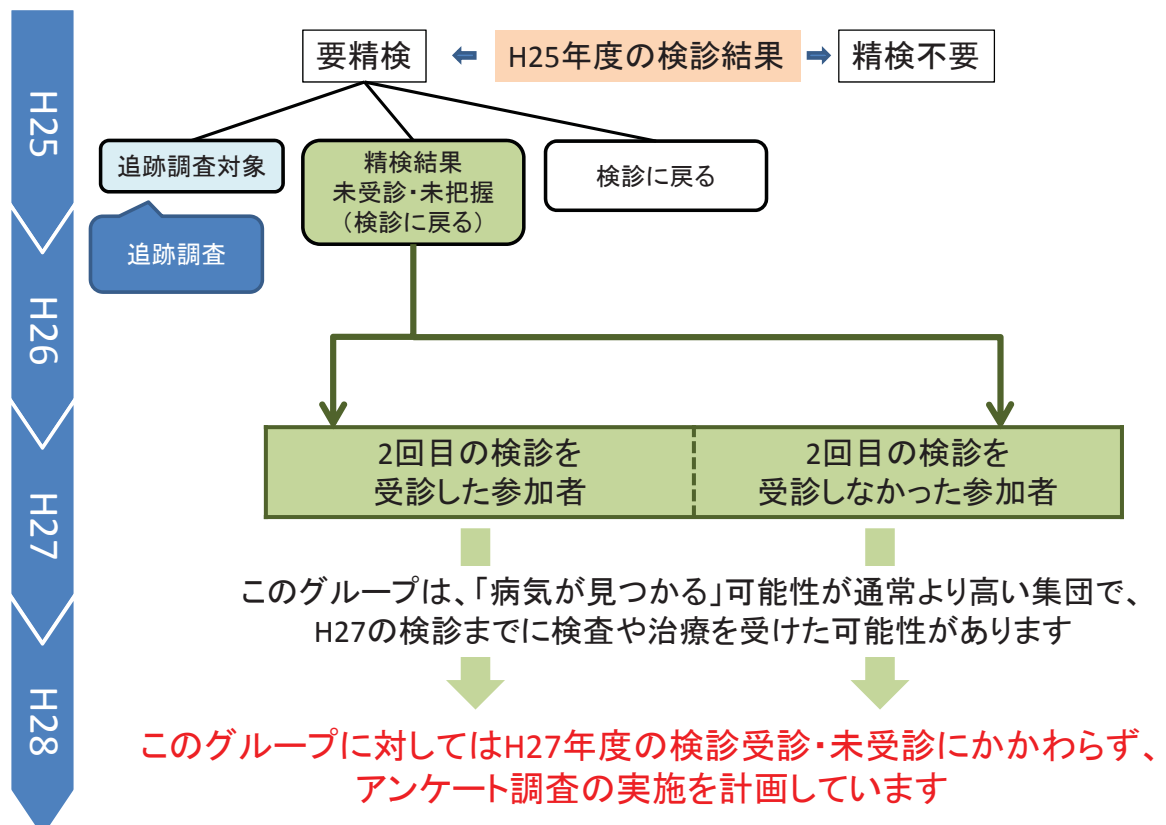 H25
H26
H27
H28
要精検
H25年度の検診結果
精検不要
追跡調査対象
精検結果
未受診・未把握
(検診に戻る)
検診に戻る
追跡調査
2回目の検診を
受診した参加者
2回目の検診を
受診しなかった参加者
このグループは、「病気が見つかる」可能性が通常より高い集団で、
H27の検診までに検査や治療を受けた可能性があります
このグループに対してはH27年度の検診受診・未受診にかかわらず、
アンケート調査の実施を計画しています